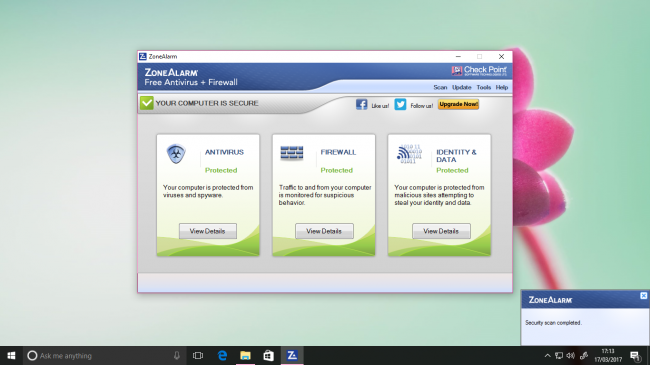 ZoneAlarm
ZONEALARM
Free Antivirus + Firewall
Check Point
SOFTWARE TECHNOLOGIES LTD.
Scan Update Tools Help
YOUR COMPUTER IS SECURE
Like us! Follow us! Upgrade Now!
ANTIVIRUS
Protected
Your computer is protected from
viruses and spyware.
View Details
FIREWALL
Protected
Traffic to and from your computer
is monitored for suspicious
behavior.
View Details
IDENTITY &
DATA
Protected
Your computer is protected from
malicious sites attempting to
steal your identity and data.
View Details
ZONEALARM
Security scan completed.
Ask me anything
17:13
17/03/2017